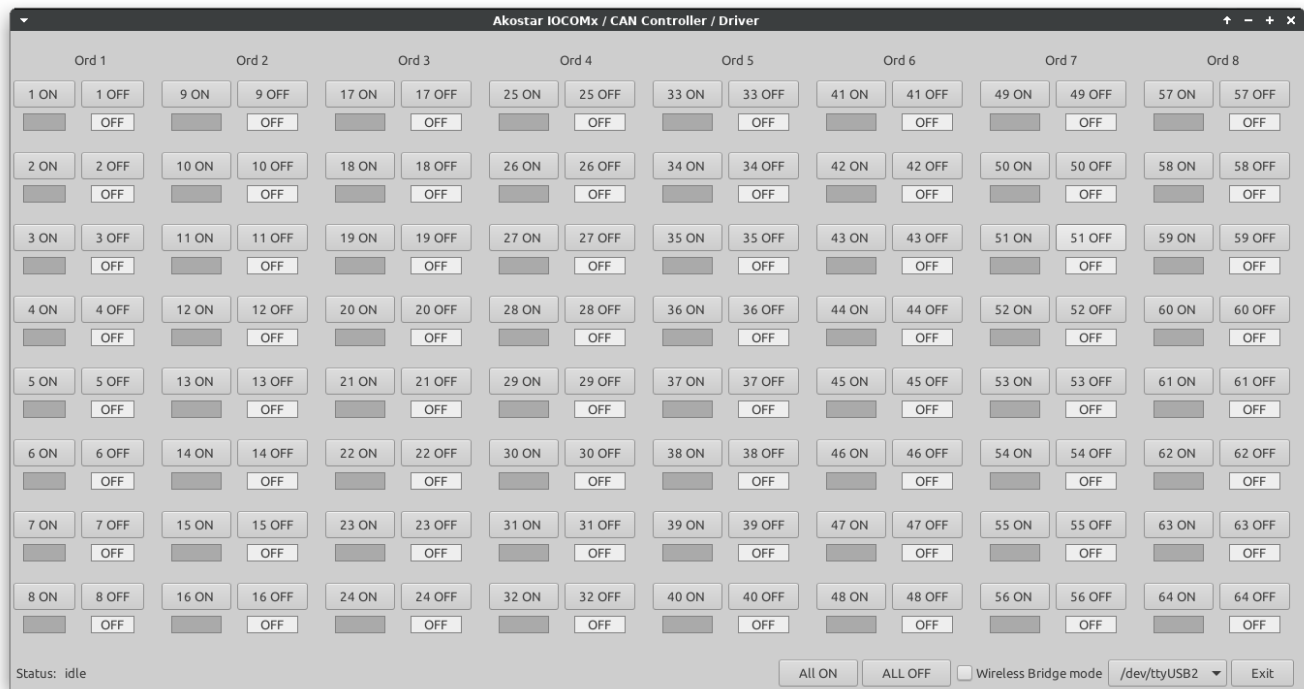 Akostar IOCOMx / CAN Controller / Driver
Ord 1 Ord 2 Ord 3 Ord 4 Ord 5 Ord 6 Ord 7 Ord 8
1 ON 1 OFF 9 ON 9 OFF 17 ON 17 OFF 25 ON 25 OFF 33 ON 33 OFF 41 ON 41 OFF 49 ON 49 OFF 57 ON 57 OFF
OFF OFF OFF OFF OFF OFF OFF OFF
2 ON 2 OFF 10 ON 10 OFF 18 ON 18 OFF 26 ON 26 OFF 34 ON 34 OFF 42 ON 42 OFF 50 ON 50 OFF 58 ON 58 OFF
OFF OFF OFF OFF OFF OFF OFF OFF
3 ON 3 OFF 11 ON 11 OFF 19 ON 19 OFF 27 ON 27 OFF 35 ON 35 OFF 43 ON 43 OFF 51 ON 51 OFF 59 ON 59 OFF
OFF OFF OFF OFF OFF OFF OFF OFF
4 ON 4 OFF 12 ON 12 OFF 20 ON 20 OFF 28 ON 28 OFF 36 ON 36 OFF 44 ON 44 OFF 52 ON 52 OFF 60 ON 60 OFF
OFF OFF OFF OFF OFF OFF OFF OFF
5 ON 5 OFF 13 ON 13 OFF 21 ON 21 OFF 29 ON 29 OFF 37 ON 37 OFF 45 ON 45 OFF 53 ON 53 OFF 61 ON 61 OFF
OFF OFF OFF OFF OFF OFF OFF OFF
6 ON 6 OFF 14 ON 14 OFF 22 ON 22 OFF 30 ON 30 OFF 38 ON 38 OFF 46 ON 46 OFF 54 ON 54 OFF 62 ON 62 OFF
OFF OFF OFF OFF OFF OFF OFF OFF
7 ON 7 OFF 15 ON 15 OFF 23 ON 23 OFF 31 ON 31 OFF 39 ON 39 OFF 47 ON 47 OFF 55 ON 55 OFF 63 ON 63 OFF
OFF OFF OFF OFF OFF OFF OFF OFF
8 ON 8 OFF 16 ON 16 OFF 24 ON 24 OFF 32 ON 32 OFF 40 ON 40 OFF 48 ON 48 OFF 56 ON 56 OFF 64 ON 64 OFF
OFF OFF OFF OFF OFF OFF OFF OFF
Status: idle All ON ALL OFF Wireless Bridge mode /dev/ttyUSB2 Exit